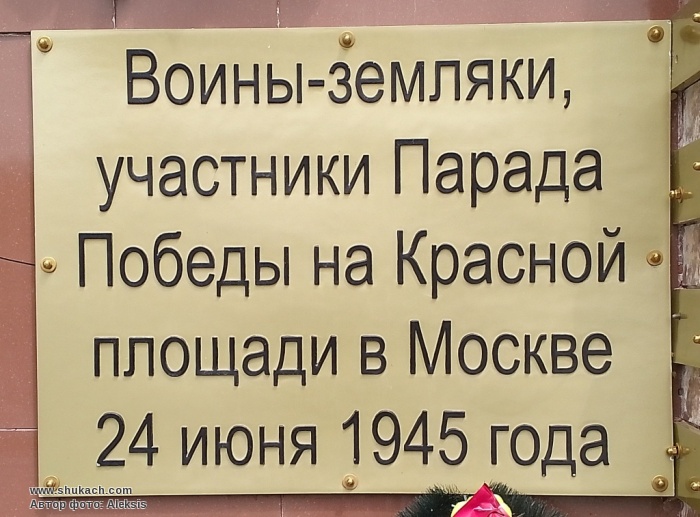 Воины-земляки,
участники Парада
Победы на Красной
площади в Москве
24 июня 1945 года
www.shukach.com
Автор фото: Aleksis